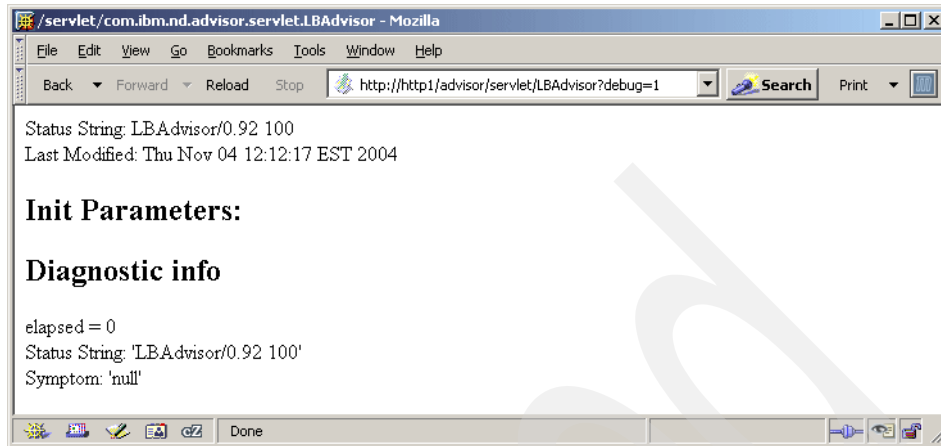 /servlet/com.ibm.nd.advisor.servlet.LBAdvisor - Mozilla
File Edit View Go Bookmarks Tools Window Help
Back Forward Reload Stop http://http1/advisor/servlet/LBAdvisor?debug=1 Search Print
Status String: LBAdvisor/0.92 100
Last Modified: Thu Nov 04 12:12:17 EST 2004
Init Parameters:
Diagnostic info
elapsed = 0
Status String: 'LBAdvisor/0.92 100'
Symptom: 'null'
Done